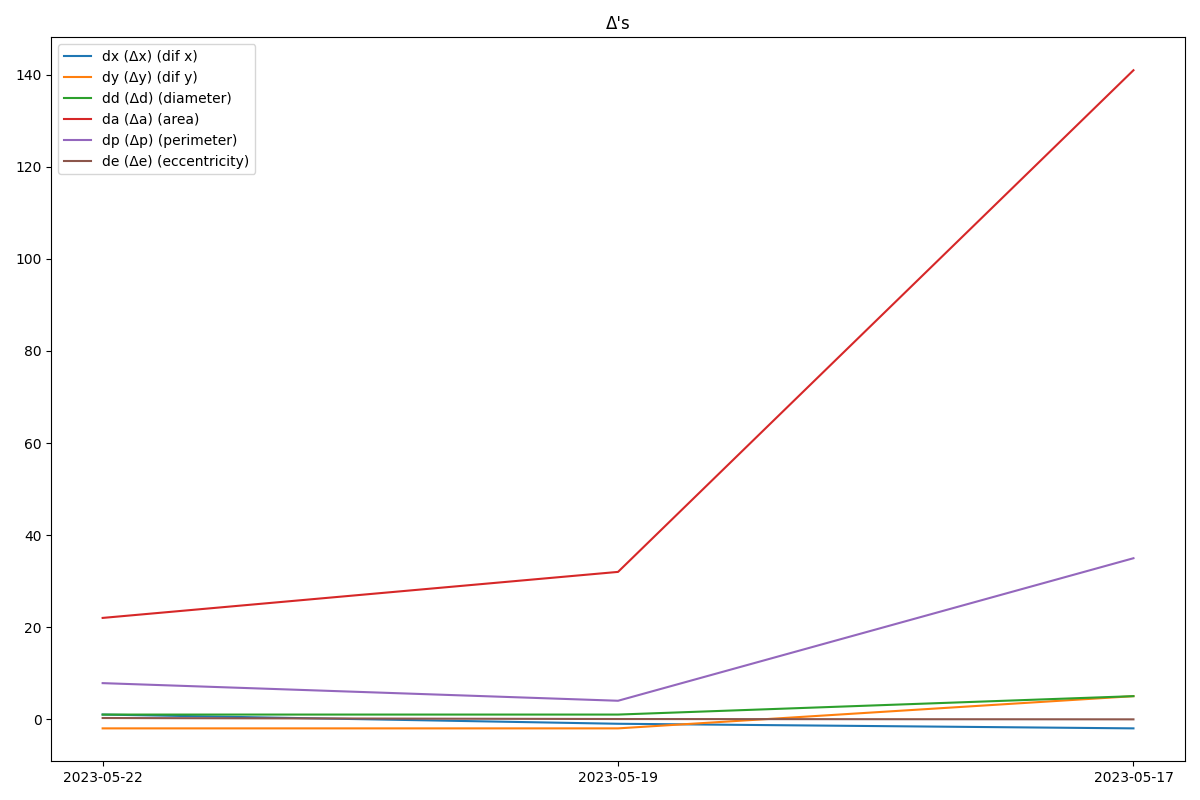 Δ's
dx (Δx) (dif x)
dy (Δy) (dif y)
dd (Δd) (diameter)
da (Δa) (area)
dp (Δp) (perimeter)
de (Δe) (eccentricity)
140
120
100
80
60
40
20
0
2023-05-22 2023-05-19 2023-05-17